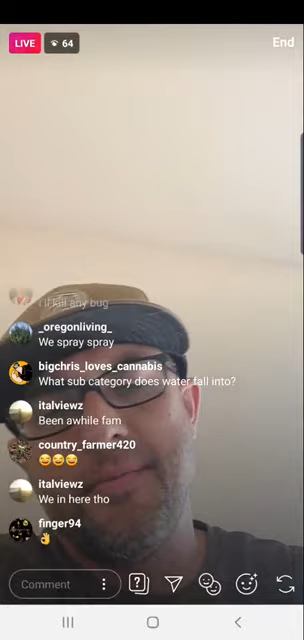 LIVE
64
End
kill any bug
_oregonliving_
We spray spray
bigchris_loves_cannabis
What sub category does water fall into?
italviewz
Been awhile fam
country_farmer420
😂😂😂
italviewz
We in here tho
finger94
👌
Comment